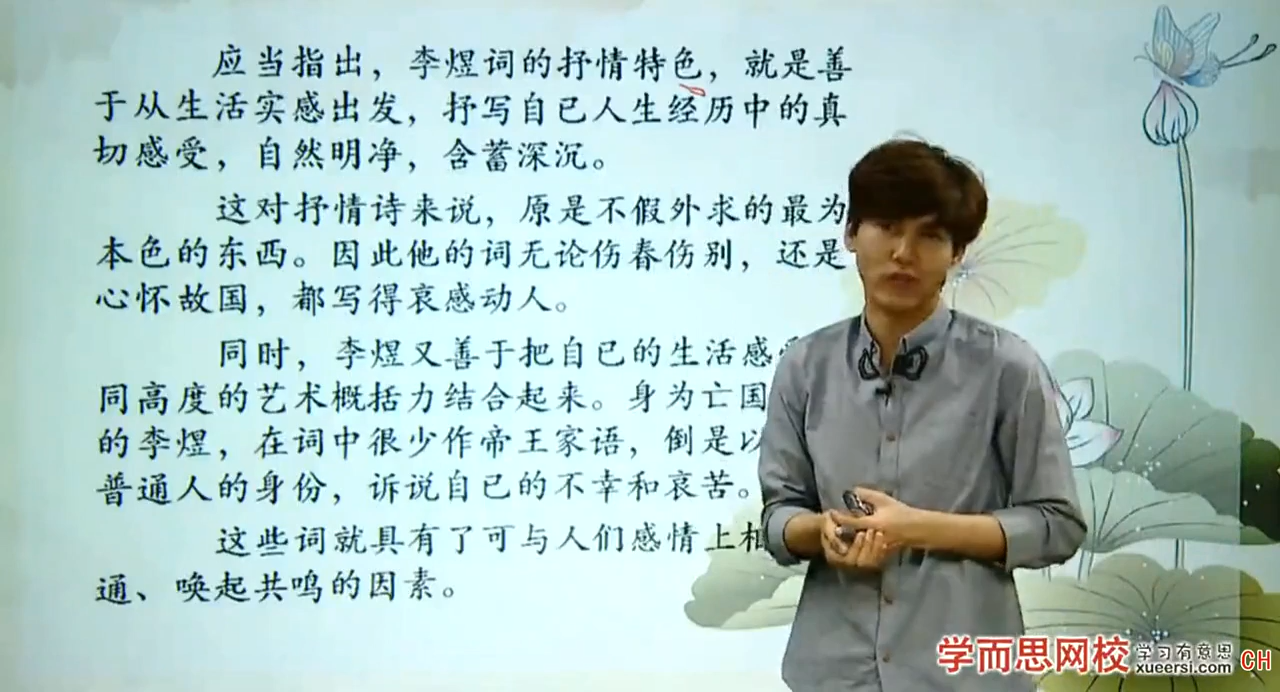 应当指出，李煜词的抒情特色，就是善
于从生活实感出发，抒写自己人生经历中的真
切感受，自然明净，含蓄深沉。
这对抒情诗来说，原是不假外求的最为
本色的东西。因此他的词无论伤春伤别，还是
心怀故国，都写得哀感动人。
同时，李煜又善于把自己的生活感
同高度的艺术概括力结合起来。身为亡国
的李煜，在词中很少作帝王家语，倒是以
普通人的身份，诉说自己的不幸和哀苦。
这些词就具有了可与人们感情上相
通、唤起共鸣的因素。
学而思网校 学习有意思
xueersi.com CH